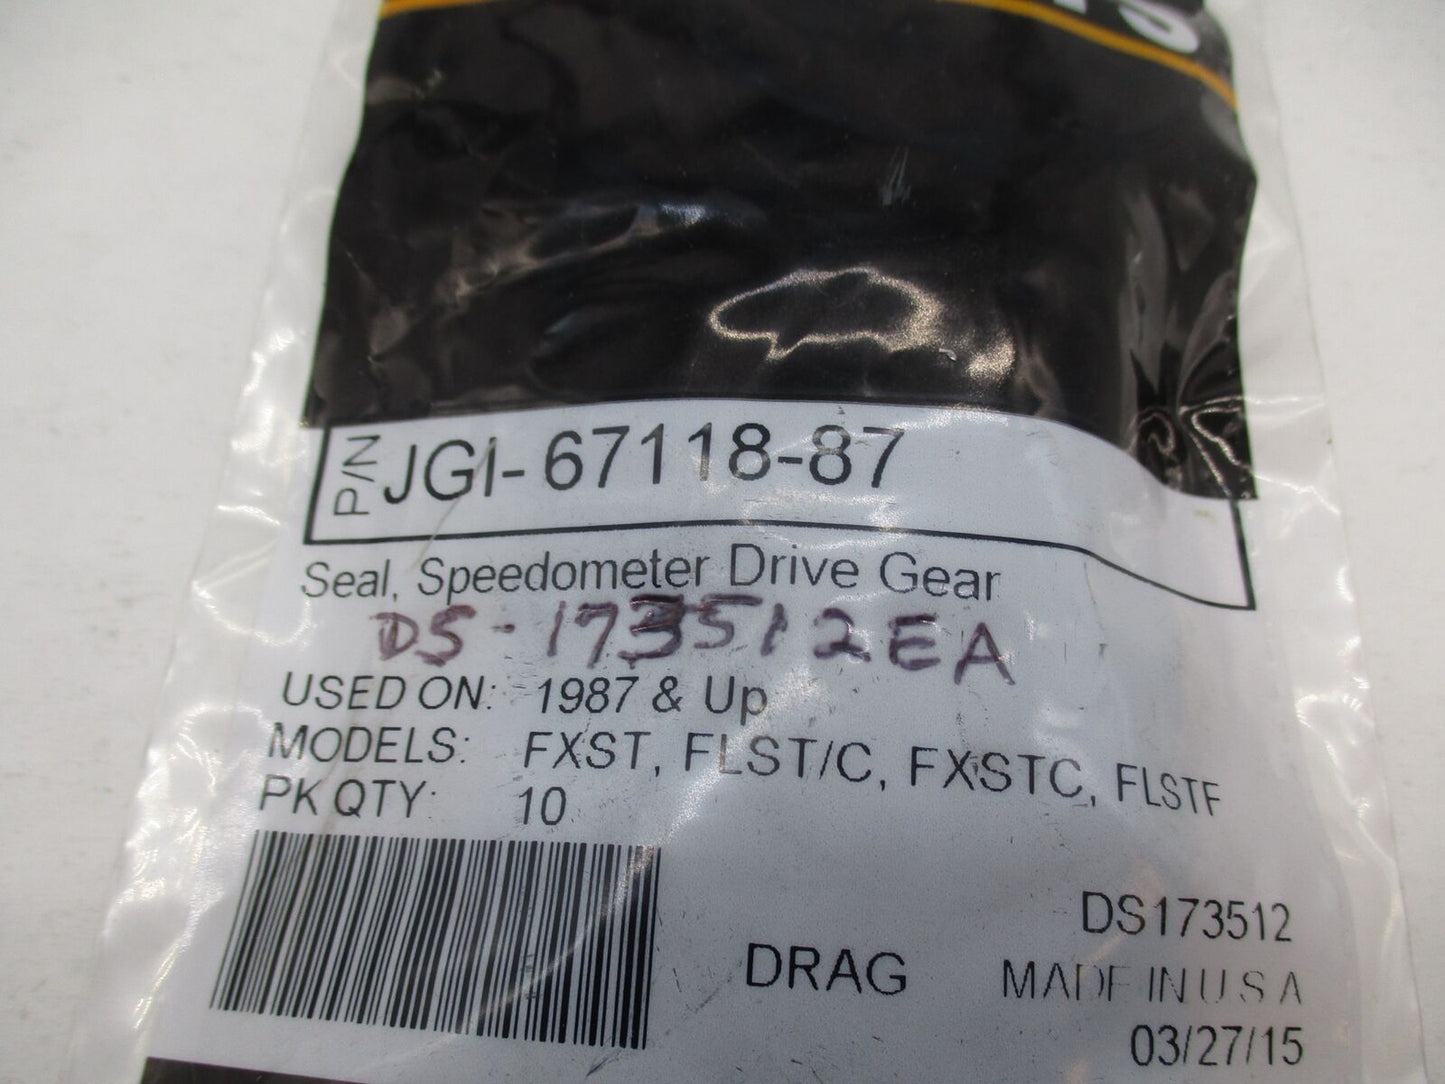 P/N JGI-67118-87
Seal, Speedometer Drive Gear
DS-173512EA
USED ON: 1987 & Up
MODELS: FXST, FLST/C, FXSTC, FLSTF
PK QTY: 10
DS173512
DRAG MADE IN U S A
03/27/15